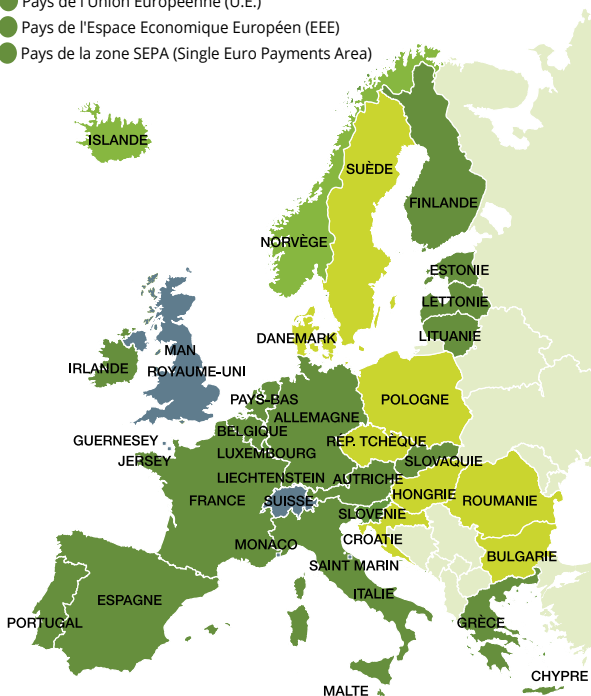 Pays de l'Union Européenne (U.E.)
Pays de l'Espace Economique Européen (EEE)
Pays de la zone SEPA (Single Euro Payments Area)
ISLANDE
SUÈDE
FINLANDE
NORVÈGE
ESTONIE
LETTONIE
LITUANIE
DANEMARK
MAN
IRLANDE
ROYAUME-UNI
PAYS-BAS
POLOGNE
ALLEMAGNE
BELGIQUE
RÉP. TCHÈQUE
GUERNESEY
JERSEY
LUXEMBOURG
SLOVAQUIE
LIECHTENSTEIN
AUTRICHE
FRANCE
SUISSE
HONGRIE
ROUMANIE
SLOVENIE
MONACO
CROATIE
BULGARIE
SAINT MARIN
ESPAGNE
ITALIE
PORTUGAL
GRÈCE
CHYPRE
MALTE